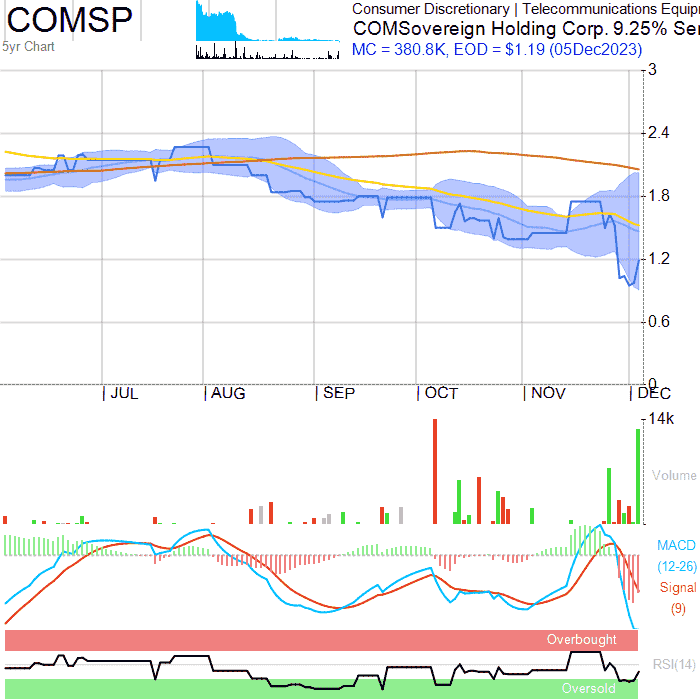 COMSP
5yr Chart
Consumer Discretionary | Telecommunications Equip
COMSovereign Holding Corp. 9.25% Ser
MC = 380.8K, EOD = $1.19 (05Dec2023)
3
2.4
1.8
1.2
0.6
0
JUL AUG SEP OCT NOV DEC
14k
Volume
MACD
(12-26)
Signal
(9)
Overbought
RSI(14)
Oversold